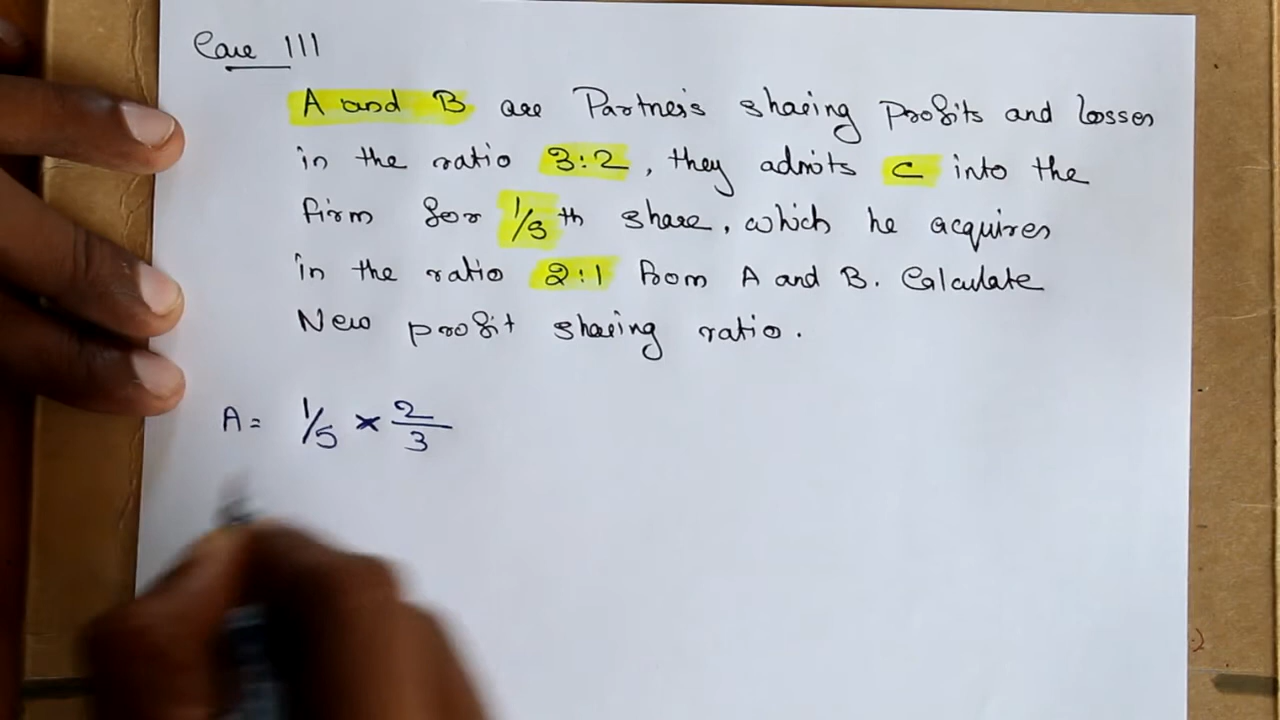 Case III
A and B are Partners sharing profits and losses
in the ratio 3:2, they admits C into the
firm for 1/5th share, which he acquires
in the ratio 2:1 from A and B. Calculate
New profit sharing ratio.
A = 1/5 × 2/3